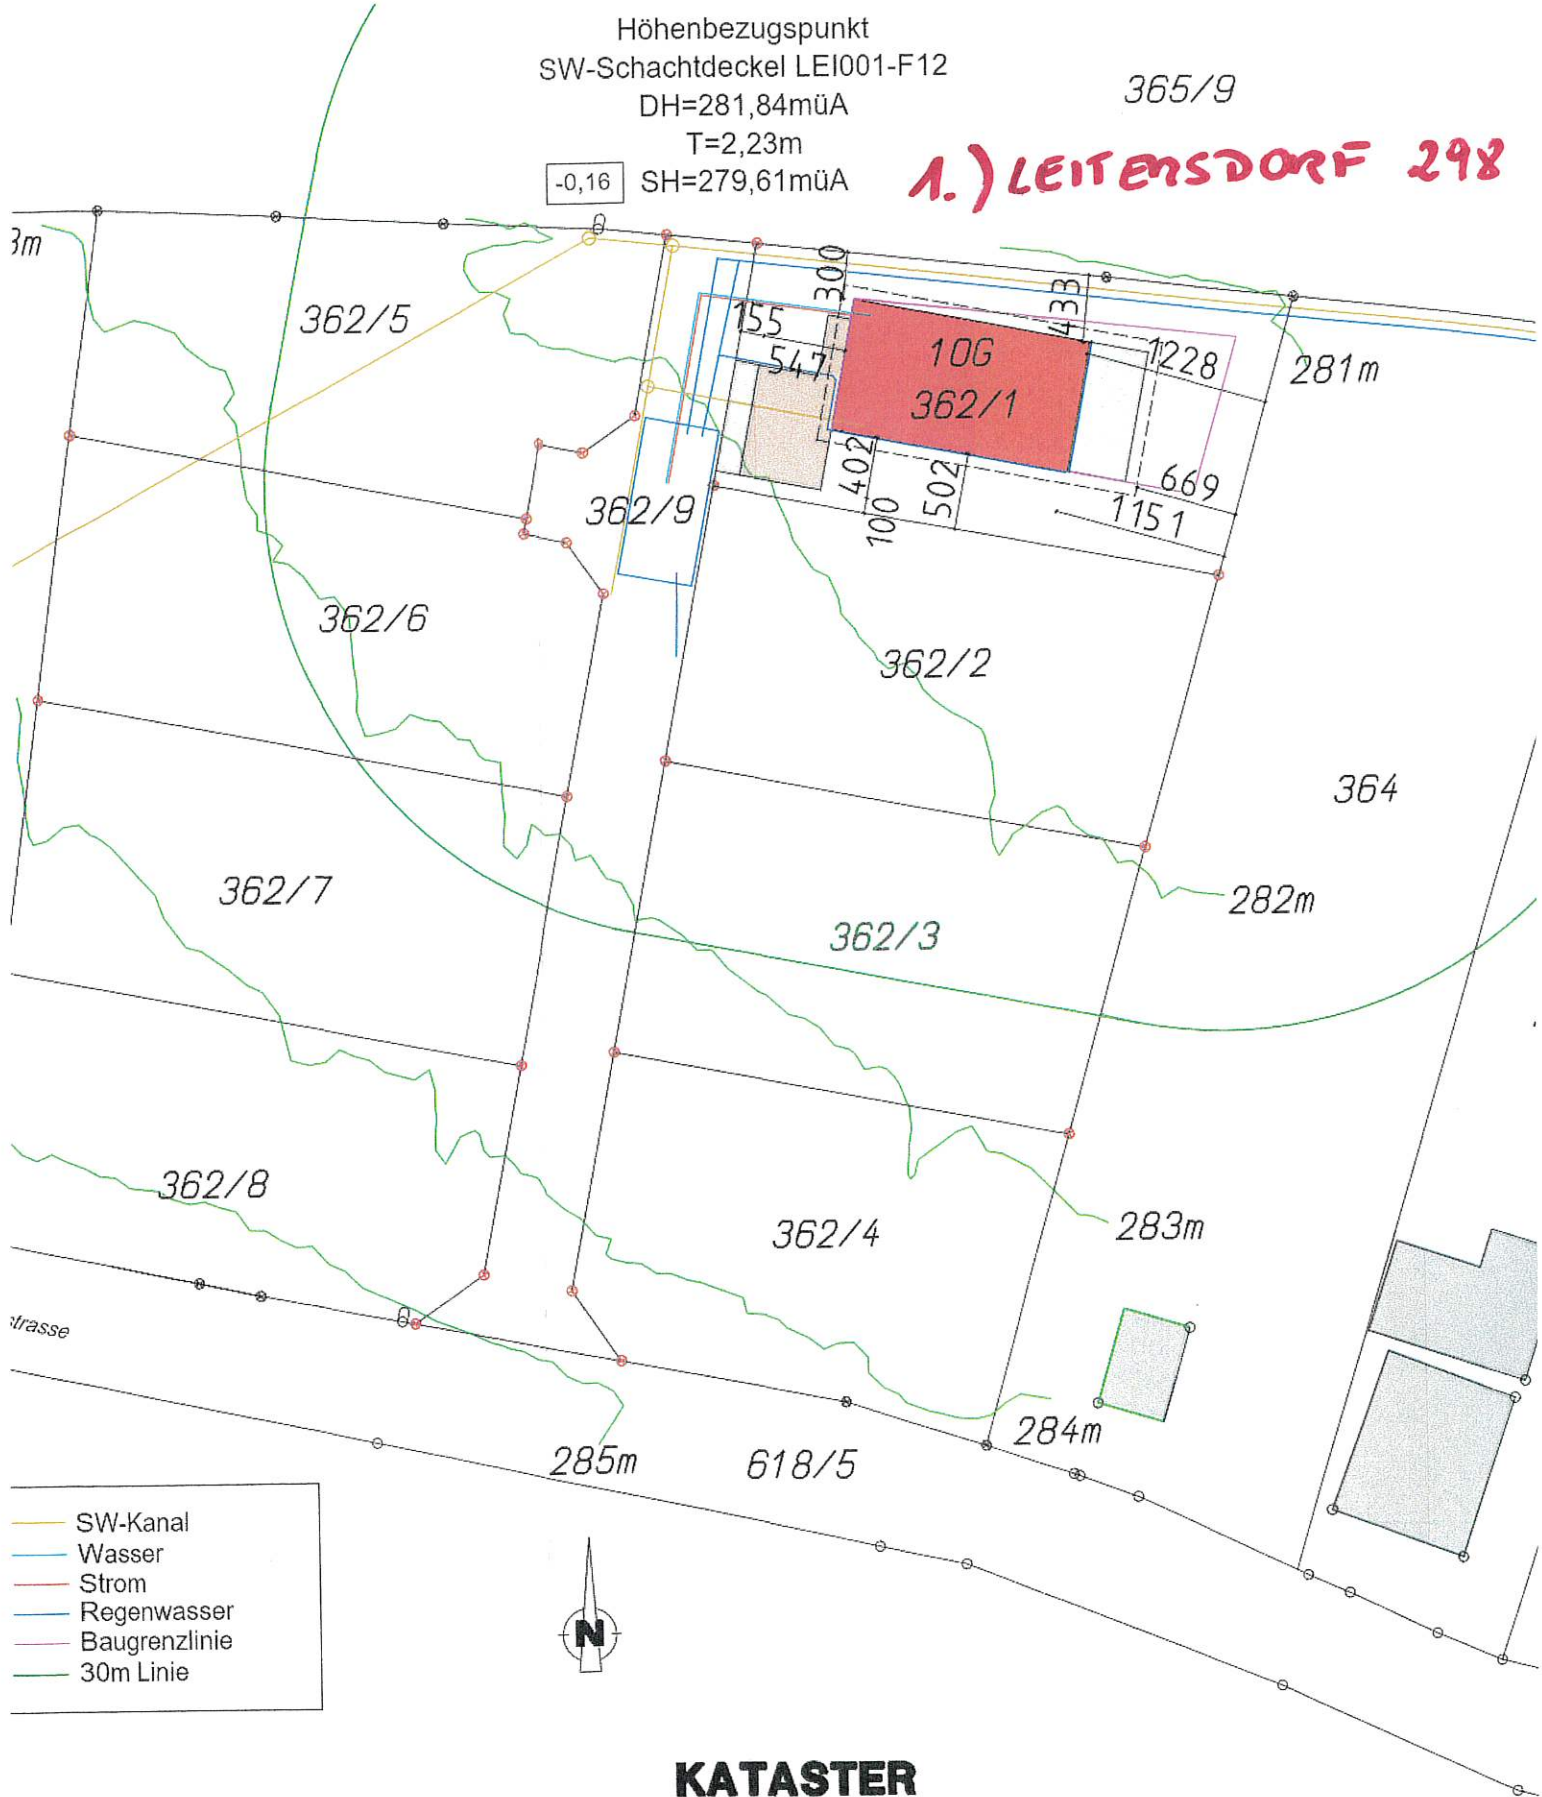 Höhenbezugspunkt
SW-Schachtdeckel LEI001-F12
DH=281,84müA
T=2,23m
-0,16 SH=279,61müA
365/9
1.) LEITERSDORF 298
3m
362/5
300
433
155
547
10G
362/1
1228
281m
402
100
502
669
1151
362/9
362/6
362/2
364
362/7
362/3
282m
362/8
362/4
283m
trasse
285m
618/5
284m
SW-Kanal
Wasser
Strom
Regenwasser
Baugrenzlinie
30m Linie
N
KATASTER